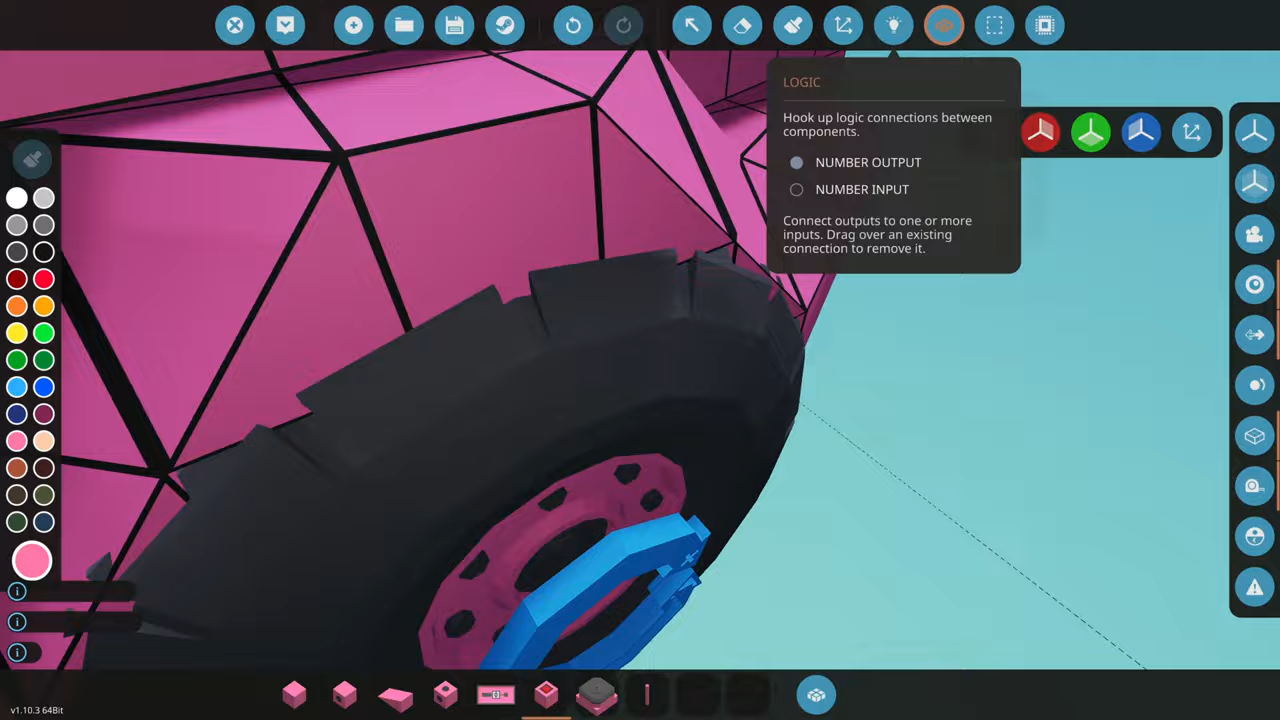 LOGIC
Hook up logic connections between
components.
NUMBER OUTPUT
NUMBER INPUT
Connect outputs to one or more
inputs. Drag over an existing
connection to remove it.
v1.10.3 64Bit